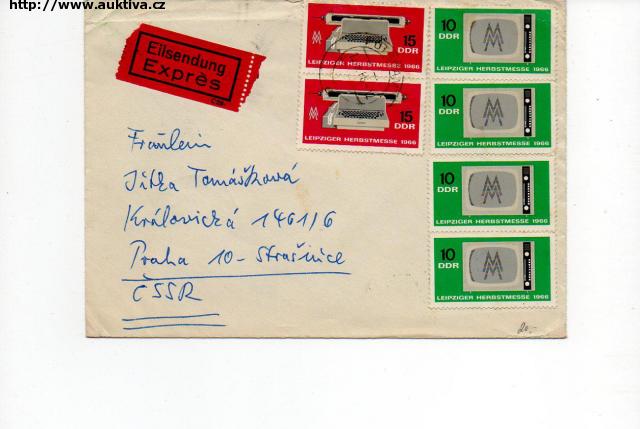 http://www.auktiva.cz
Eilsendung
Exprès
15
DDR
LEIPZIGER HERBSTMESSE 1966
15
DDR
LEIPZIGER HERBSTMESSE 1966
10
DDR
LEIPZIGER HERBSTMESSE 1966
10
DDR
LEIPZIGER HERBSTMESSE 1966
10
DDR
LEIPZIGER HERBSTMESSE 1966
10
DDR
LEIPZIGER HERBSTMESSE 1966
Fräulein
Jitka Tomášková
Královická 1461/6
Praha 10 - Strašnice
ČSSR
20,-